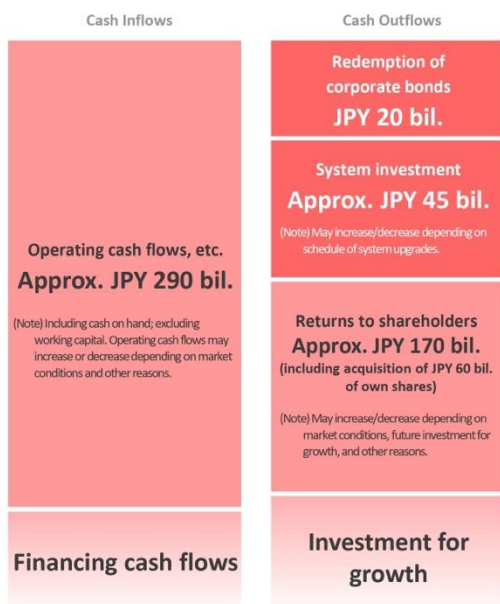 Cash Inflows
Operating cash flows, etc.
Approx. JPY 290 bil.
(Note) Including cash on hand; excluding
working capital. Operating cash flows may
increase or decrease depending on market
conditions and other reasons.
Financing cash flows
Cash Outflows
Redemption of
corporate bonds
JPY 20 bil.
System investment
Approx. JPY 45 bil.
(Note) May increase/decrease depending on
schedule of system upgrades.
Returns to shareholders
Approx. JPY 170 bil.
(including acquisition of JPY 60 bil.
of own shares)
(Note) May increase/decrease depending on
market conditions, future investment for
growth, and other reasons.
Investment for
growth